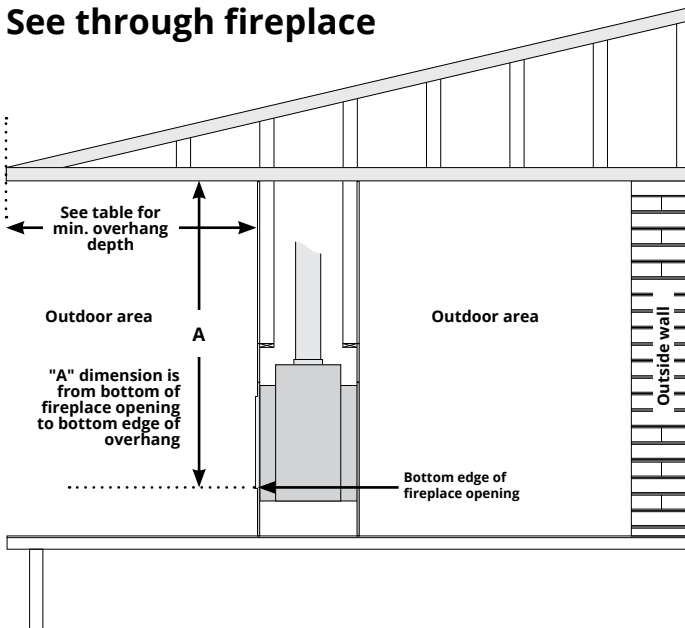 See through fireplace
See table for
min. overhang
depth
Outdoor area
A
Outdoor area
Outside wall
"A" dimension is
from bottom of
fireplace opening
to bottom edge of
overhang
Bottom edge of
fireplace opening